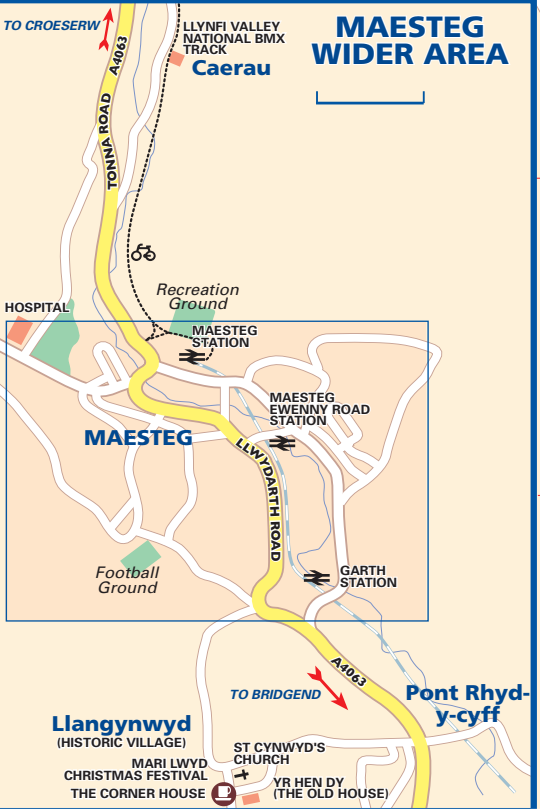 TO CROESERW
A4063
LLYNFI VALLEY
NATIONAL BMX
TRACK
Caerau
MAESTEG
WIDER AREA
TONNA ROAD
Recreation
Ground
HOSPITAL
MAESTEG
STATION
MAESTEG
EWENNY ROAD
STATION
MAESTEG
LLWYDARTH ROAD
GARTH
STATION
Football
Ground
A4063
TO BRIDGEND
Pont Rhyd-
y-cyff
Llangynwyd
(HISTORIC VILLAGE)
ST CYNWYD'S
CHURCH
MARI LWYD
CHRISTMAS FESTIVAL
THE CORNER HOUSE
YR HEN DY
(THE OLD HOUSE)